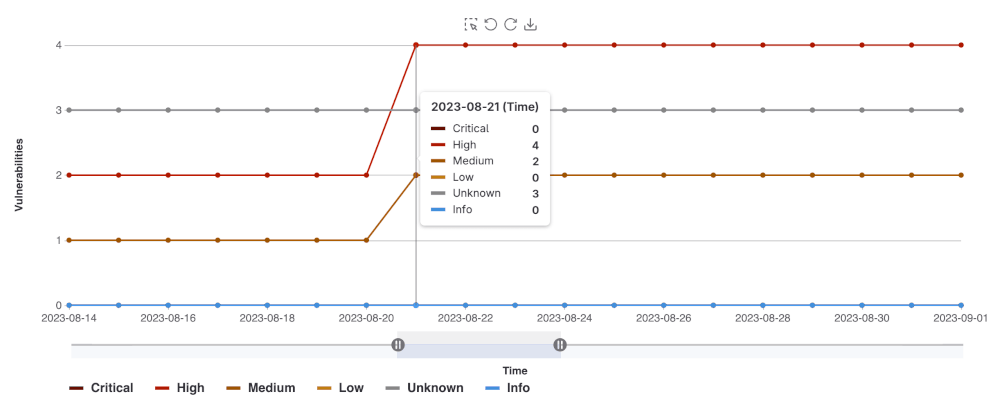 4
3
2
1
0
Vulnerabilities
2023-08-21 (Time)
Critical 0
High 4
Medium 2
Low 0
Unknown 3
Info 0
2023-08-14 2023-08-16 2023-08-18 2023-08-20 2023-08-22 2023-08-24 2023-08-26 2023-08-28 2023-08-30 2023-09-01
Time
Critical High Medium Low Unknown Info